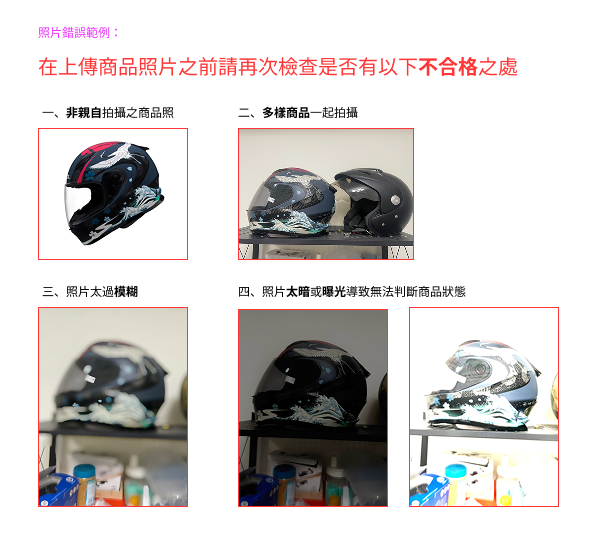 照片錯誤範例：
在上傳商品照片之前請再次檢查是否有以下不合格之處
一、非親自拍攝之商品照
二、多樣商品一起拍攝
三、照片太過模糊
四、照片太暗或曝光導致無法判斷商品狀態